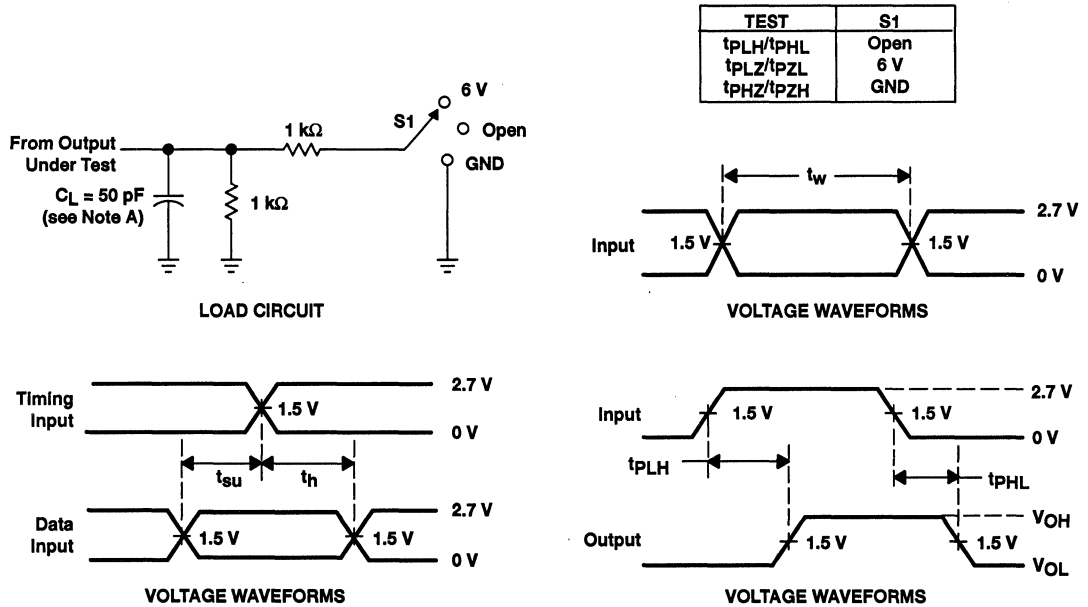 TEST S1
tPLH/tPHL Open
tPLZ/tPZL 6 V
tPHZ/tPZH GND
6 V
S1
Open
GND
1 kΩ
From Output
Under Test
CL = 50 pF
(see Note A)
1 kΩ
LOAD CIRCUIT
tw
2.7 V
Input
1.5 V
1.5 V
0 V
VOLTAGE WAVEFORMS
Timing
Input
2.7 V
1.5 V
0 V
tsu
th
Data
Input
2.7 V
1.5 V
1.5 V
0 V
VOLTAGE WAVEFORMS
Input
2.7 V
1.5 V
1.5 V
0 V
tPLH
tPHL
Output
VOH
1.5 V
1.5 V
VOL
VOLTAGE WAVEFORMS